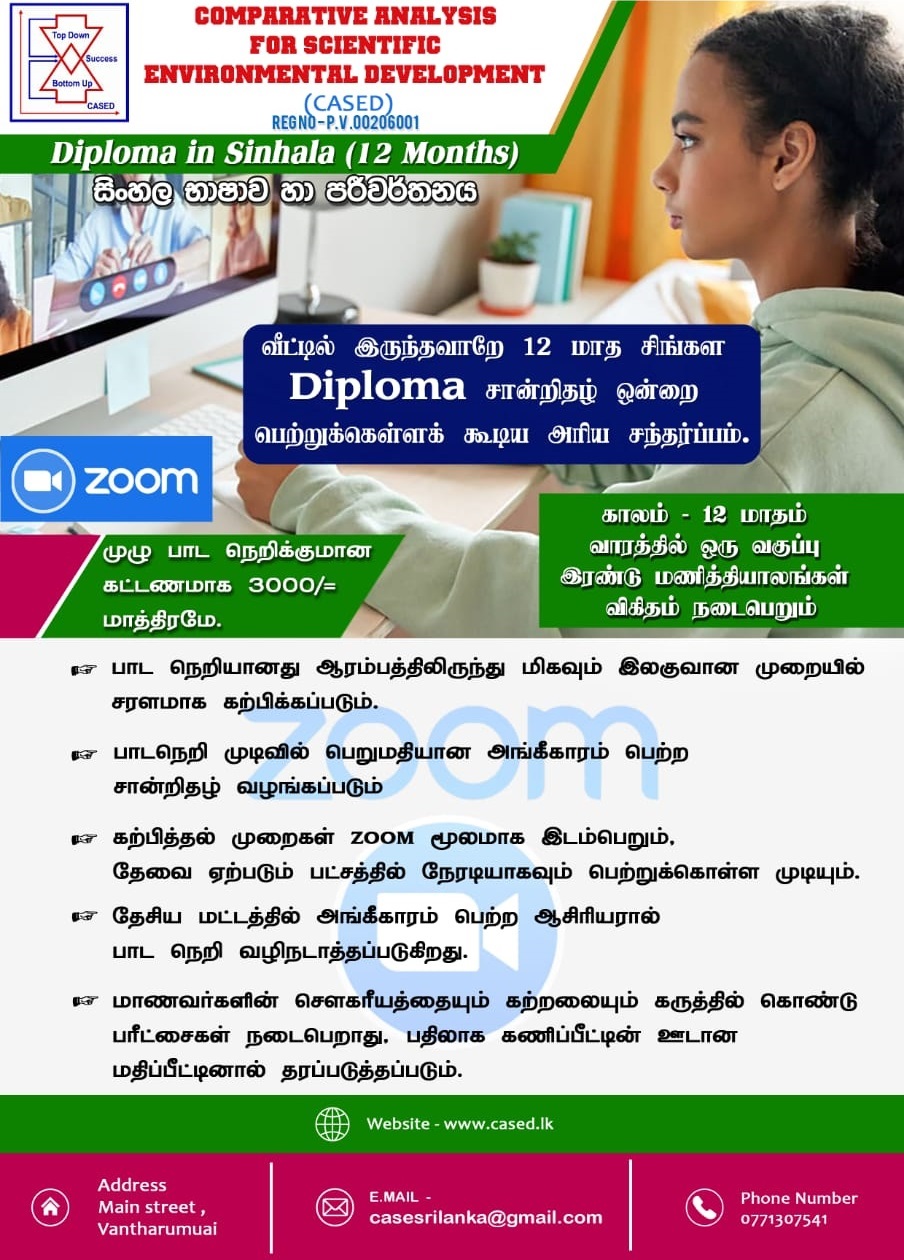 Top Down
Success
Bottom Up
CASED
COMPARATIVE ANALYSIS
FOR SCIENTIFIC
ENVIRONMENTAL DEVELOPMENT
(CASED)
REGNO-P.V.00206001
Diploma in Sinhala (12 Months)
සිංහල භාෂාව හා පරිවර්තනය
வீட்டில் இருந்தவாறே 12 மாத சிங்கள
Diploma சான்றிதழ் ஒன்றை
பெற்றுக்கெள்ளக் கூடிய அரிய சந்தர்ப்பம்.
zoom
காலம் - 12 மாதம்
வாரத்தில் ஒரு வகுப்பு
இரண்டு மணித்தியாலங்கள்
விகிதம் நடைபெறும்
முழு பாட நெறிக்குமான
கட்டணமாக 3000/=
மாத்திரமே.
☞ பாட நெறியானது ஆரம்பத்திலிருந்து மிகவும் இலகுவான முறையில்
சரளமாக கற்பிக்கப்படும்.
zoom
☞ பாடநெறி முடிவில் பெறுமதியான அங்கீகாரம் பெற்ற
சான்றிதழ் வழங்கப்படும்
☞ கற்பித்தல் முறைகள் ZOOM மூலமாக இடம்பெறும்,
தேவை ஏற்படும் பட்சத்தில் நேரடியாகவும் பெற்றுக்கொள்ள முடியும்.
☞ தேசிய மட்டத்தில் அங்கீகாரம் பெற்ற ஆசிரியரால்
பாட நெறி வழிநடாத்தப்படுகிறது.
☞ மாணவர்களின் சௌகரீயத்தையும் கற்றலையும் கருத்தில் கொண்டு
பரீட்சைகள் நடைபெறாது, பதிலாக கணிப்பீட்டின் ஊடான
மதிப்பீட்டினால் தரப்படுத்தப்படும்.
Website - www.cased.lk
Address
Main street ,
Vantharumuai
E.MAIL -
casesrilanka@gmail.com
Phone Number
0771307541